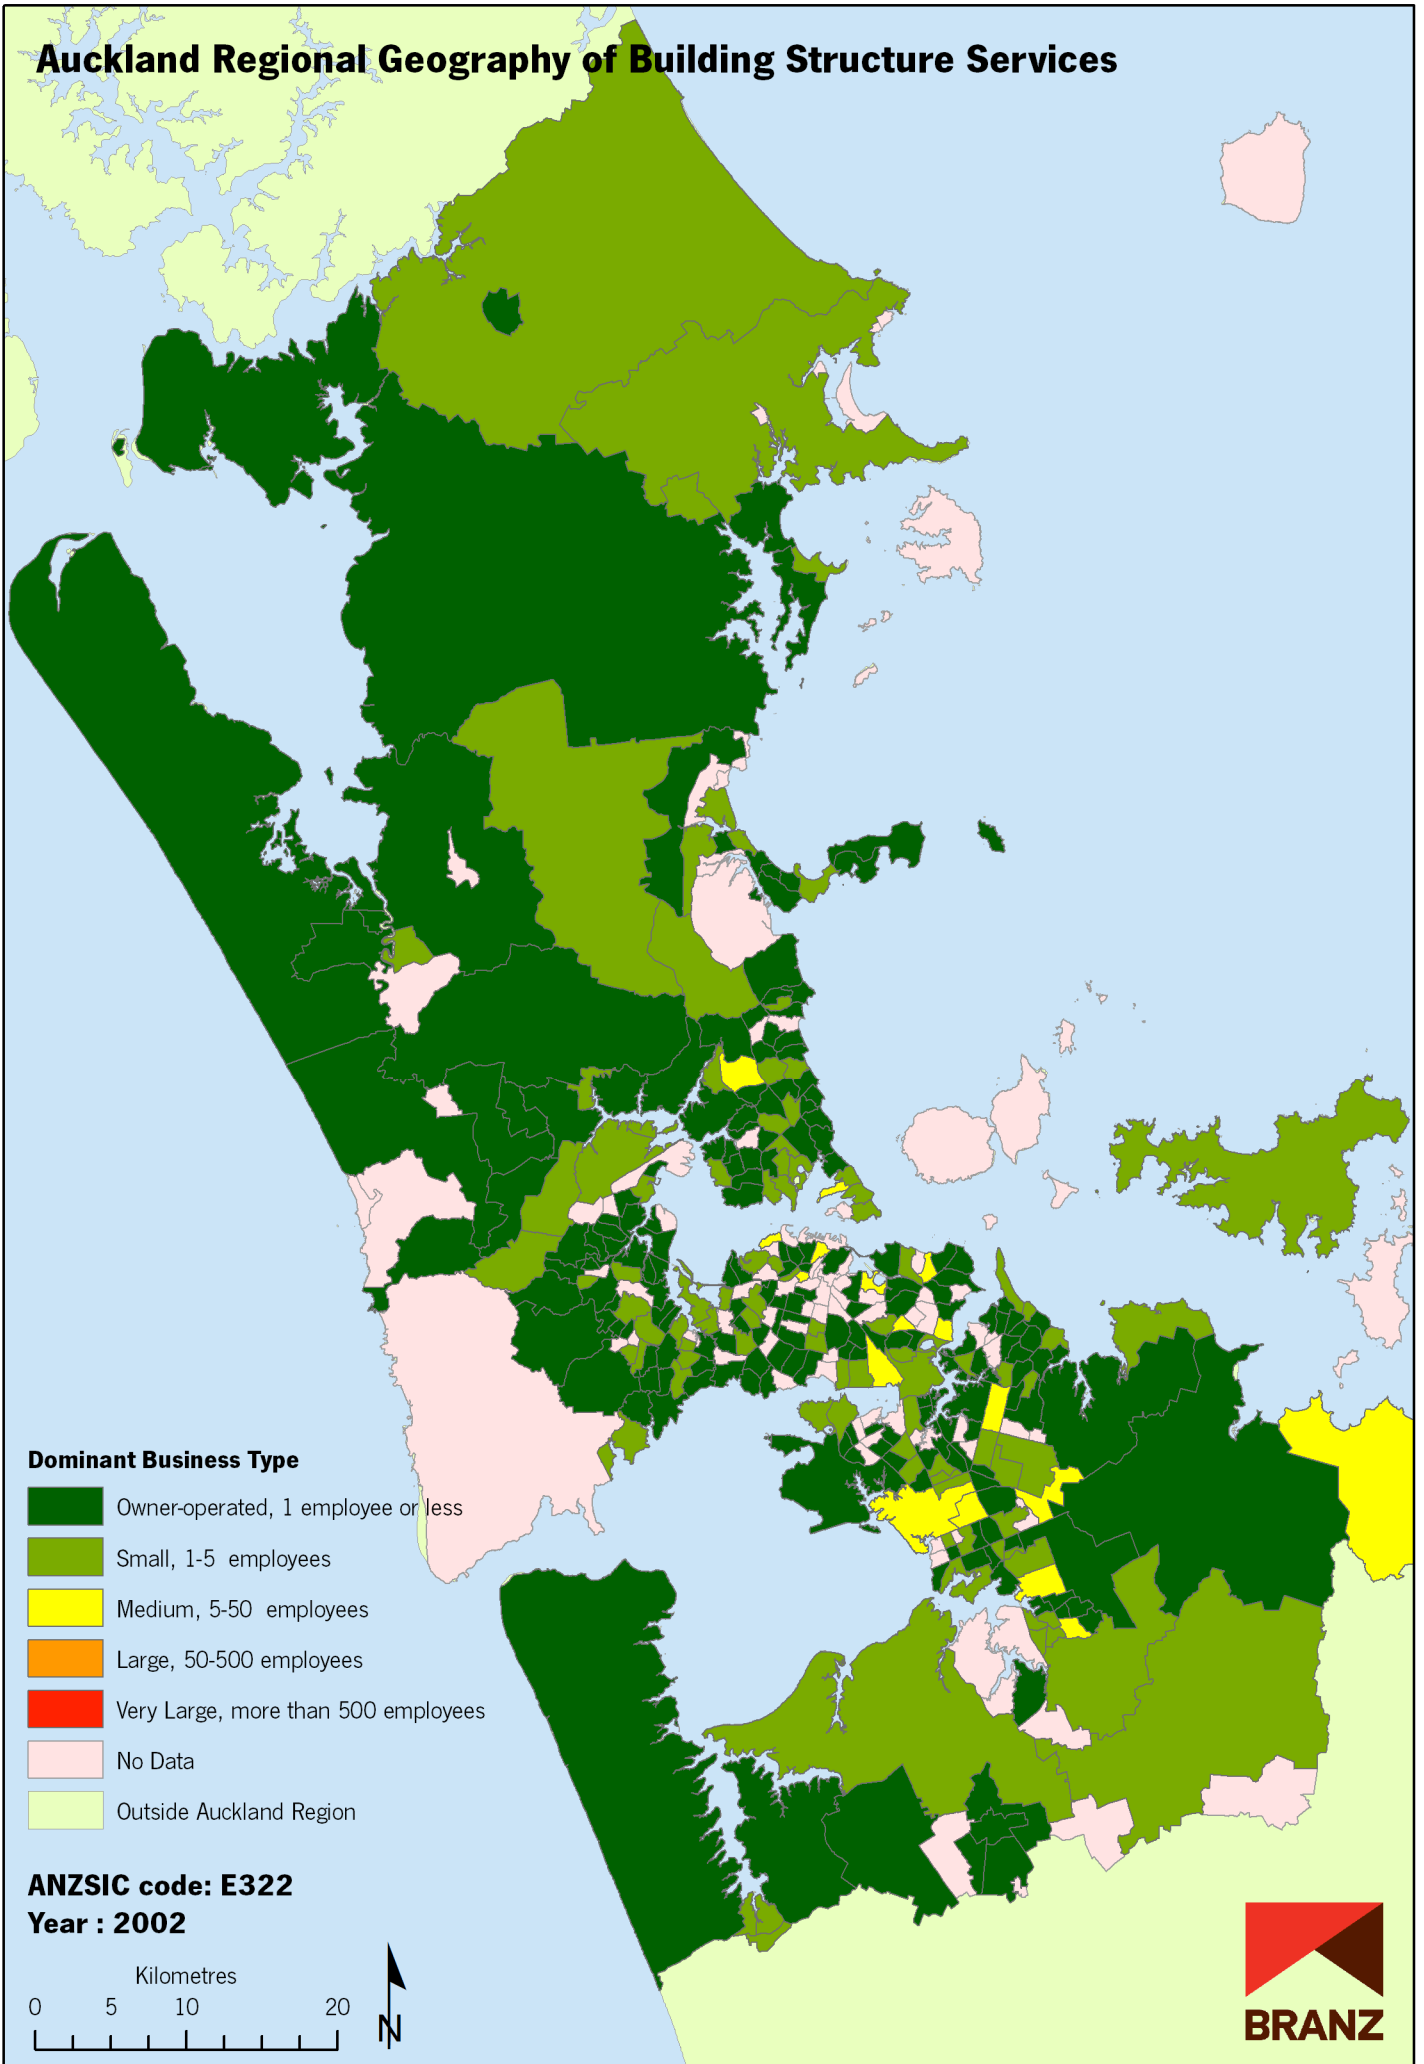 Auckland Regional Geography of Building Structure Services
Dominant Business Type
Owner-operated, 1 employee or less
Small, 1-5 employees
Medium, 5-50 employees
Large, 50-500 employees
Very Large, more than 500 employees
No Data
Outside Auckland Region
ANZSIC code: E322
Year : 2002
Kilometres
0 5 10 20
N
BRANZ